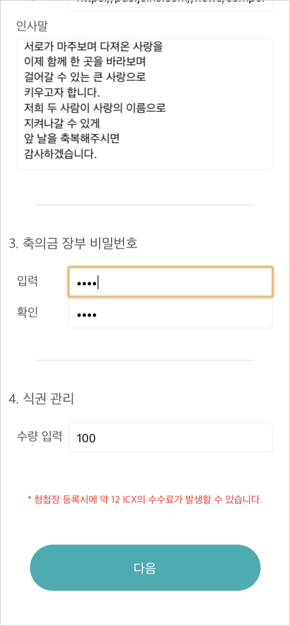 인사말
서로가 마주보며 다져온 사랑을
이제 함께 한 곳을 바라보며
걸어갈 수 있는 큰 사랑으로
키우고자 합니다.
저희 두 사람이 사랑의 이름으로
지켜나갈 수 있게
앞 날을 축복해주시면
감사하겠습니다.
3. 축의금 장부 비밀번호
입력 ••••
확인 ••••
4. 식권 관리
수량 입력 100
* 청첩장 등록시에 약 12 ICX의 수수료가 발생할 수 있습니다.
다음